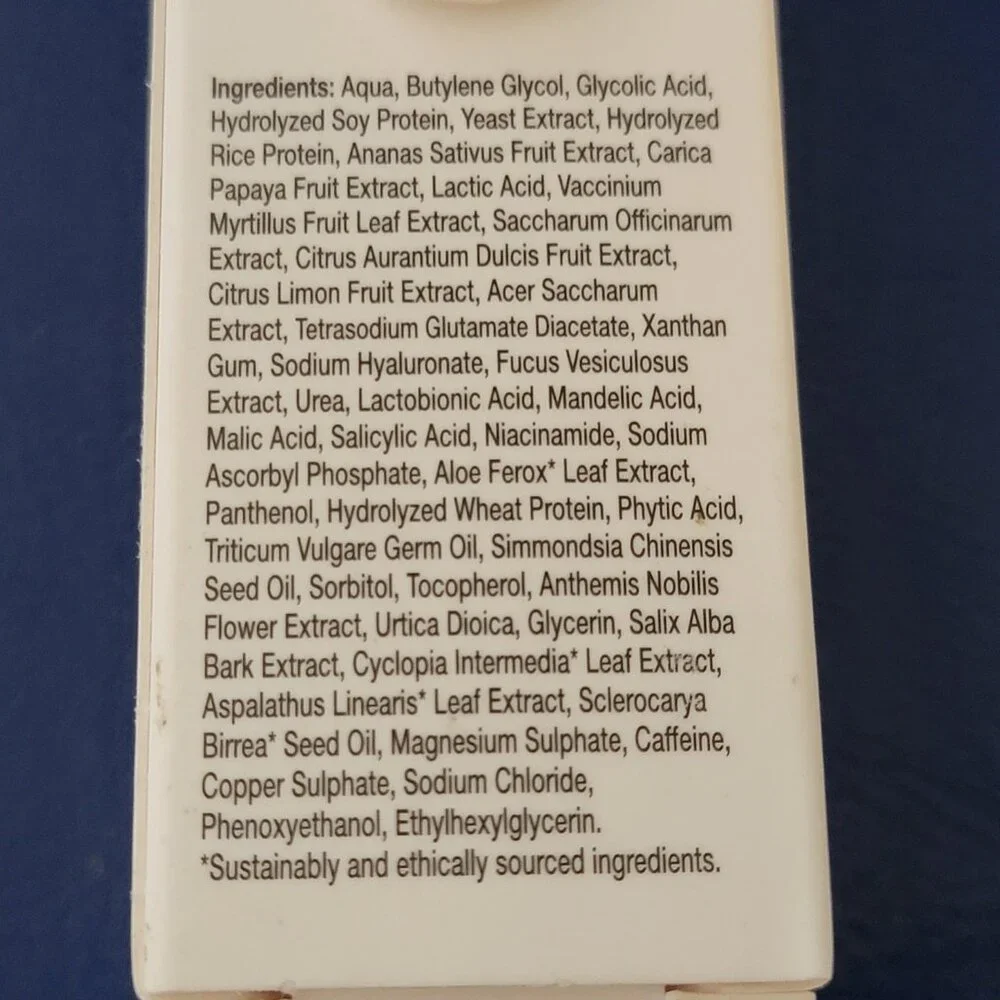 Ingredients: Aqua, Butylene Glycol, Glycolic Acid,
Hydrolyzed Soy Protein, Yeast Extract, Hydrolyzed
Rice Protein, Ananas Sativus Fruit Extract, Carica
Papaya Fruit Extract, Lactic Acid, Vaccinium
Myrtillus Fruit Leaf Extract, Saccharum Officinarum
Extract, Citrus Aurantium Dulcis Fruit Extract,
Citrus Limon Fruit Extract, Acer Saccharum
Extract, Tetrasodium Glutamate Diacetate, Xanthan
Gum, Sodium Hyaluronate, Fucus Vesiculosus
Extract, Urea, Lactobionic Acid, Mandelic Acid,
Malic Acid, Salicylic Acid, Niacinamide, Sodium
Ascorbyl Phosphate, Aloe Ferox* Leaf Extract,
Panthenol, Hydrolyzed Wheat Protein, Phytic Acid,
Triticum Vulgare Germ Oil, Simmondsia Chinensis
Seed Oil, Sorbitol, Tocopherol, Anthemis Nobilis
Flower Extract, Urtica Dioica, Glycerin, Salix Alba
Bark Extract, Cyclopia Intermedia* Leaf Extract,
Aspalathus Linearis* Leaf Extract, Sclerocarya
Birrea* Seed Oil, Magnesium Sulphate, Caffeine,
Copper Sulphate, Sodium Chloride,
Phenoxyethanol, Ethylhexylglycerin.
*Sustainably and ethically sourced ingredients.